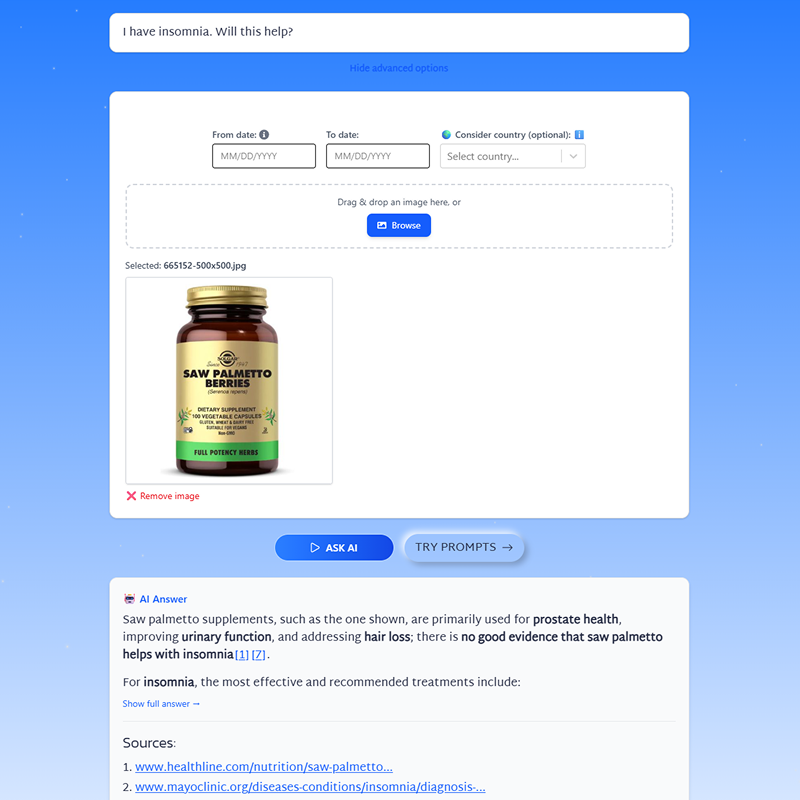 I have insomnia. Will this help?
Hide advanced options
From date:
To date:
Consider country (optional):
MM/DD/YYYY
MM/DD/YYYY
Select country...
Drag & drop an image here, or
Browse
Selected: 665152-500x500.jpg
SOLGAR
Since 1947
SAW PALMETTO
BERRIES
(Serenoa repens)
DIETARY SUPPLEMENT
100 VEGETABLE CAPSULES
GLUTEN, WHEAT & DAIRY FREE
SUITABLE FOR VEGANS
Non-GMO
FULL POTENCY HERBS
Remove image
ASK AI
TRY PROMPTS →
AI Answer
Saw palmetto supplements, such as the one shown, are primarily used for prostate health,
improving urinary function, and addressing hair loss; there is no good evidence that saw palmetto
helps with insomnia[1] [7].
For insomnia, the most effective and recommended treatments include:
Show full answer →
Sources:
1. www.healthline.com/nutrition/saw-palmetto...
2. www.mayoclinic.org/diseases-conditions/insomnia/diagnosis-...